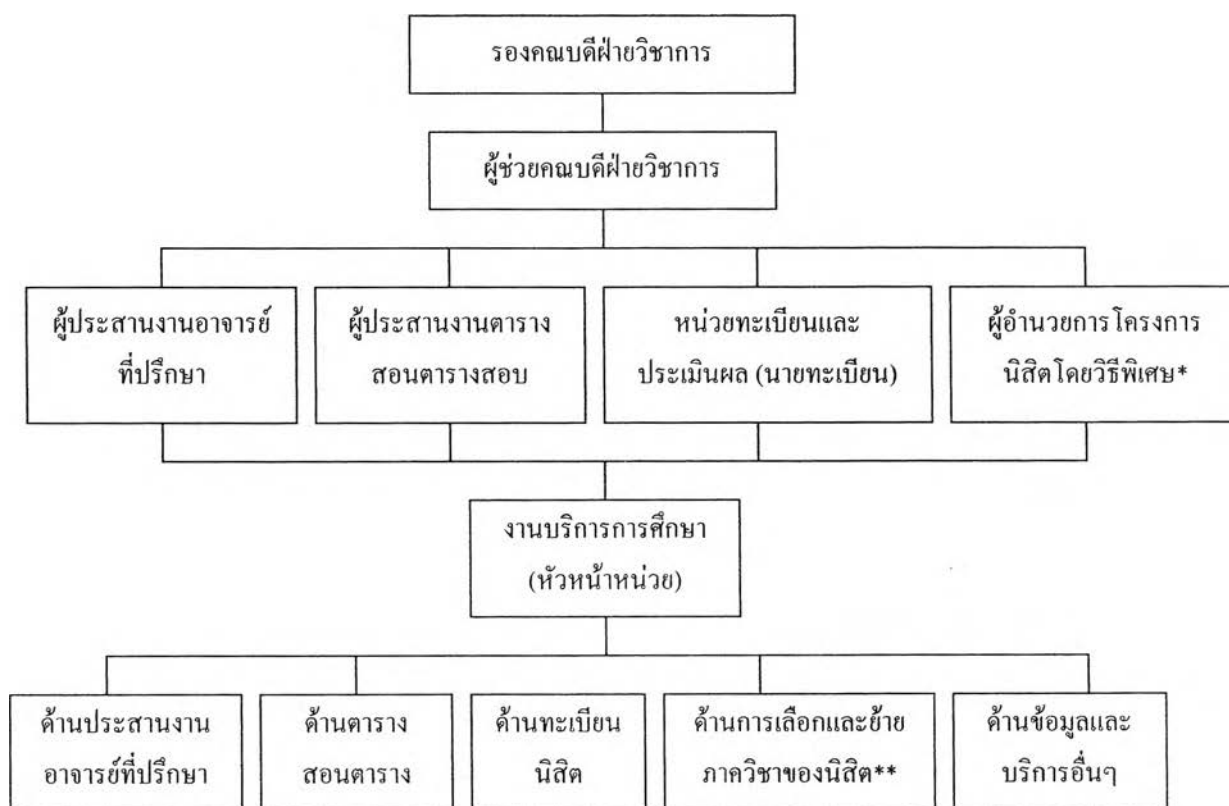 รองคณบดีฝ่ายวิชาการ
ผู้ช่วยคณบดีฝ่ายวิชาการ
ผู้ประสานงานอาจารย์
ที่ปรึกษา
ผู้ประสานงานตาราง
สอนตารางสอบ
หน่วยทะเบียนและ
ประเมินผล (นายทะเบียน)
ผู้อำนวยการโครงการ
นิสิตโดยวิธีพิเศษ*
งานบริการการศึกษา
(หัวหน้าหน่วย)
ด้านประสานงาน
อาจารย์ที่ปรึกษา
ด้านตาราง
สอนตาราง
ด้านทะเบียน
นิสิต
ด้านการเลือกและย้าย
ภาควิชาของนิสิต**
ด้านข้อมูลและ
บริการอื่นๆ